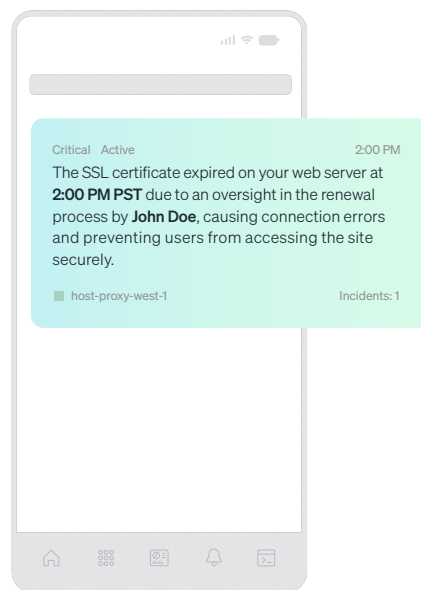 Critical Active 2:00 PM
The SSL certificate expired on your web server at
2:00 PM PST due to an oversight in the renewal
process by John Doe, causing connection errors
and preventing users from accessing the site
securely.
host-proxy-west-1 Incidents: 1